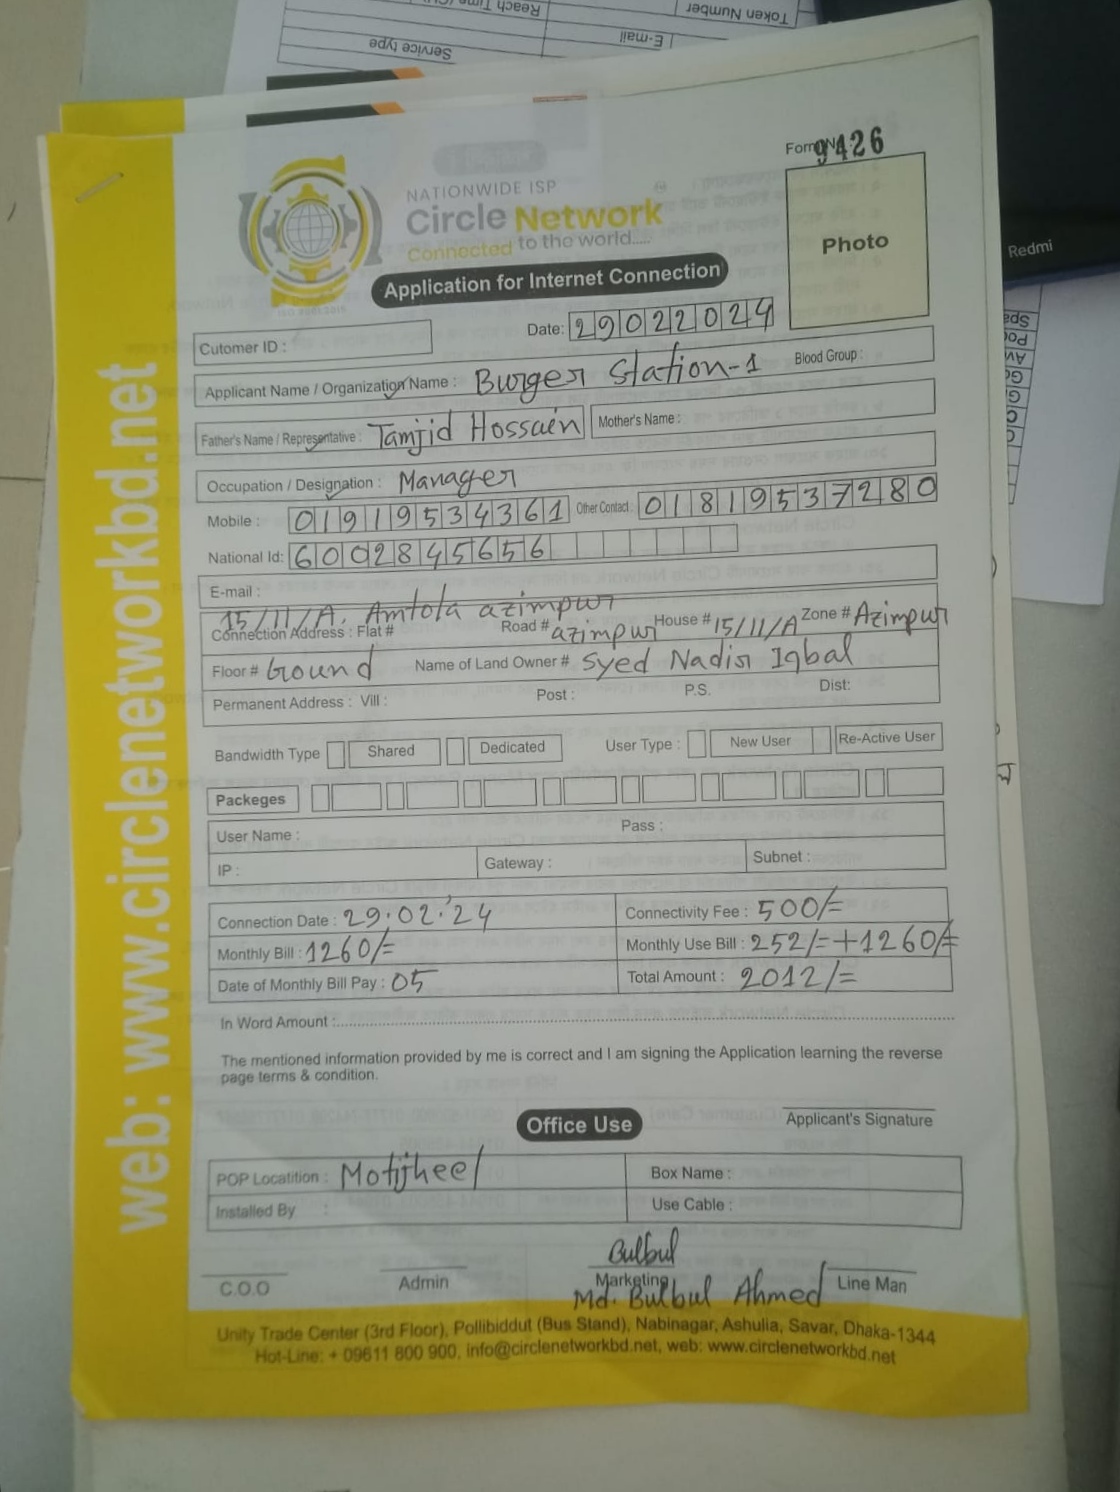 Service type
E-mail
Token Number
Form N 9426
NATIONWIDE ISP
Circle Network
Connected to the world.....
ISO 9001:2015
Application for Internet Connection
Photo
Redmi
Date: 29022024
Cutomer ID :
Applicant Name / Organization Name : Burger Station-1 Blood Group :
Father's Name / Representative : Tamjid Hossain Mother's Name :
Occupation / Designation : Manager
Mobile : 01919534361 Other Contact: 01819537280
National Id: 6002845656
E-mail :
15/11/A, Amtola azimpur
Connection Address : Flat # Road # azimpur House # 15/11/A Zone # Azimpur
Floor # Ground Name of Land Owner # Syed Nadir Iqbal
Permanent Address : Vill : Post : P.S. Dist:
Bandwidth Type Shared Dedicated User Type : New User Re-Active User
Packeges
User Name : Pass :
IP : Gateway : Subnet :
Connection Date : 29.02.'24 Connectivity Fee : 500/=
Monthly Bill : 1260/= Monthly Use Bill : 252/=+1260/=
Date of Monthly Bill Pay : 05 Total Amount : 2012/=
In Word Amount :
The mentioned information provided by me is correct and I am signing the Application learning the reverse
page terms & condition.
Applicant's Signature
Office Use
POP Locatition : Motijheel Box Name :
Installed By : Use Cable :
Bulbul
C.O.O Admin Marketing Line Man
Md. Bulbul Ahmed
Unity Trade Center (3rd Floor), Pollibiddut (Bus Stand), Nabinagar, Ashulia, Savar, Dhaka-1344
Hot-Line: + 09611 800 900, info@circlenetworkbd.net, web: www.circlenetworkbd.net
web: www.circlenetworkbd.net